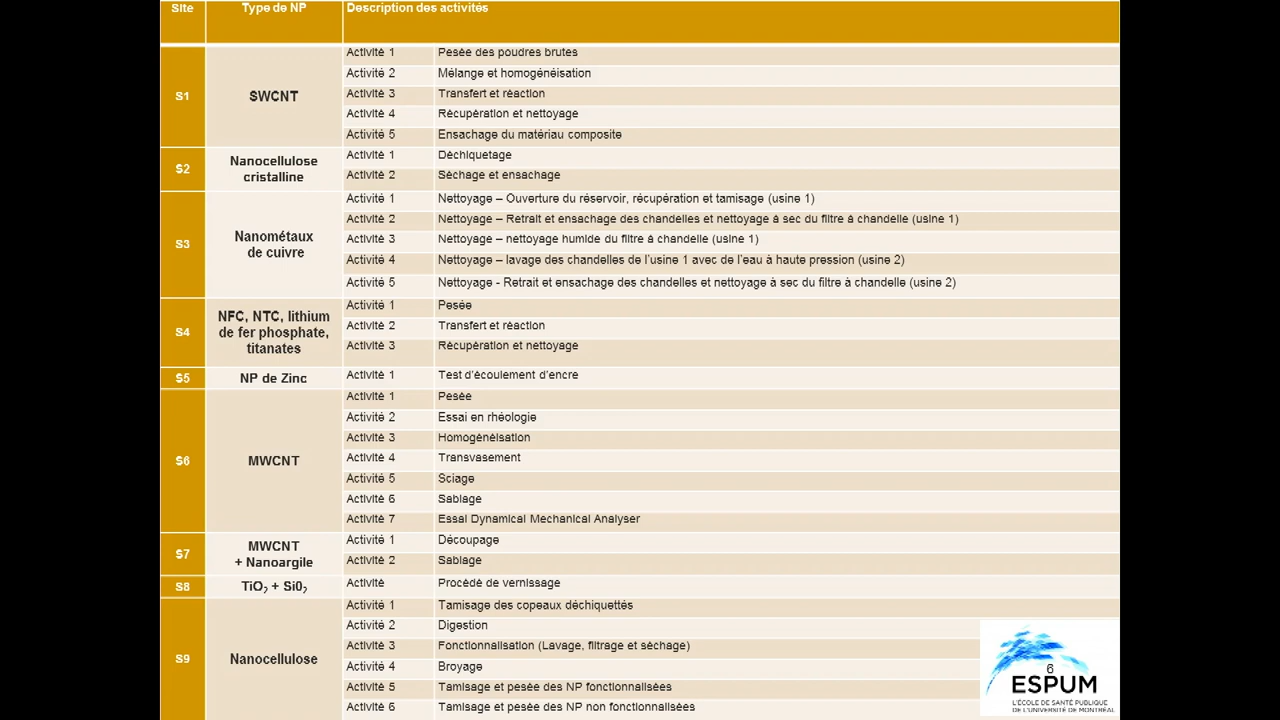 Site Type de NP Description des activités
S1 SWCNT
Activité 1 Pesée des poudres brutes
Activité 2 Mélange et homogénéisation
Activité 3 Transfert et réaction
Activité 4 Récupération et nettoyage
Activité 5 Ensachage du matériau composite
S2 Nanocellulose
cristalline
Activité 1 Déchiquetage
Activité 2 Séchage et ensachage
S3 Nanométaux
de cuivre
Activité 1 Nettoyage – Ouverture du réservoir, récupération et tamisage (usine 1)
Activité 2 Nettoyage – Retrait et ensachage des chandelles et nettoyage à sec du filtre à chandelle (usine 1)
Activité 3 Nettoyage – nettoyage humide du filtre à chandelle (usine 1)
Activité 4 Nettoyage – lavage des chandelles de l'usine 1 avec de l'eau à haute pression (usine 2)
Activité 5 Nettoyage - Retrait et ensachage des chandelles et nettoyage à sec du filtre à chandelle (usine 2)
S4 NFC, NTC, lithium
de fer phosphate,
titanates
Activité 1 Pesée
Activité 2 Transfert et réaction
Activité 3 Récupération et nettoyage
S5 NP de Zinc
Activité 1 Test d'écoulement d'encre
S6 MWCNT
Activité 1 Pesée
Activité 2 Essai en rhéologie
Activité 3 Homogénéisation
Activité 4 Transvasement
Activité 5 Sciage
Activité 6 Sablage
Activité 7 Essai Dynamical Mechanical Analyser
S7 MWCNT
+ Nanoargile
Activité 1 Découpage
Activité 2 Sablage
S8 TiO₂ + Si0₂
Activité Procédé de vernissage
S9 Nanocellulose
Activité 1 Tamisage des copeaux déchiquettés
Activité 2 Digestion
Activité 3 Fonctionnalisation (Lavage, filtrage et séchage)
Activité 4 Broyage
Activité 5 Tamisage et pesée des NP fonctionnalisées
Activité 6 Tamisage et pesée des NP non fonctionnalisées
6
ESPUM
L'ÉCOLE DE SANTÉ PUBLIQUE
DE L'UNIVERSITÉ DE MONTRÉAL